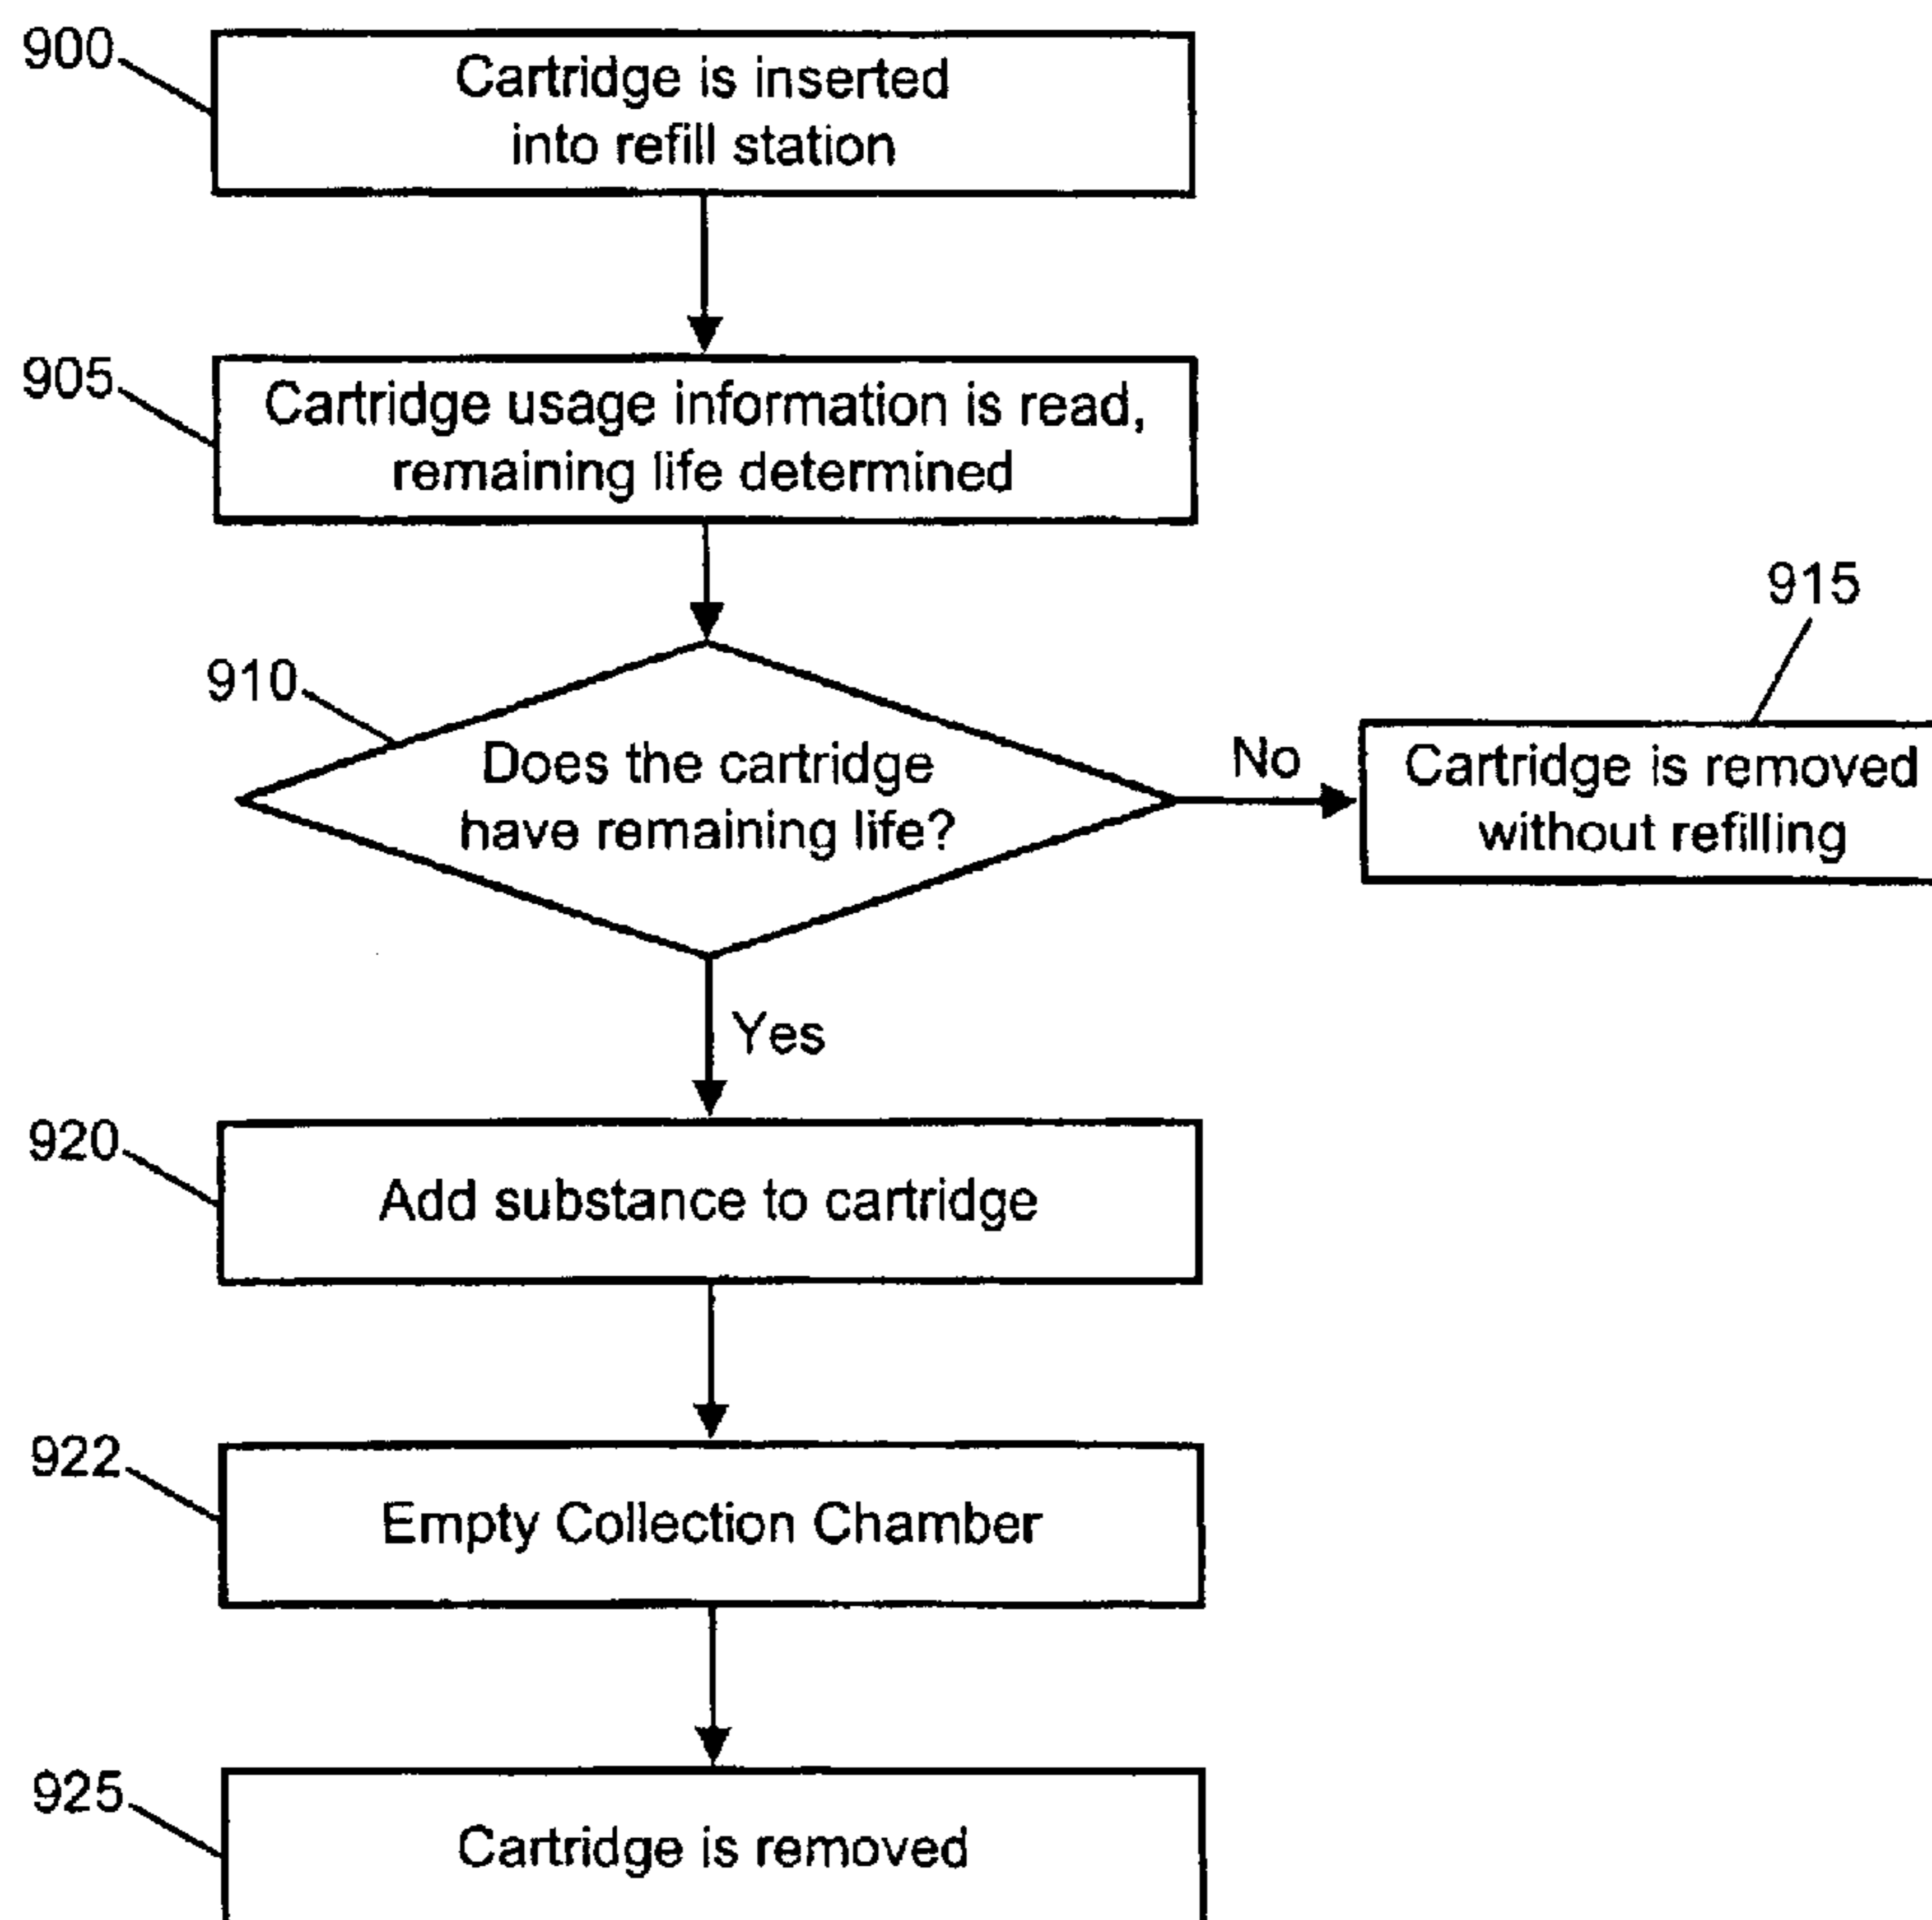 900
Cartridge is inserted
into refill station
905
Cartridge usage information is read,
remaining life determined
915
910
Does the cartridge
have remaining life?
No
Cartridge is removed
without refilling
Yes
920
Add substance to cartridge
922
Empty Collection Chamber
925
Cartridge is removed